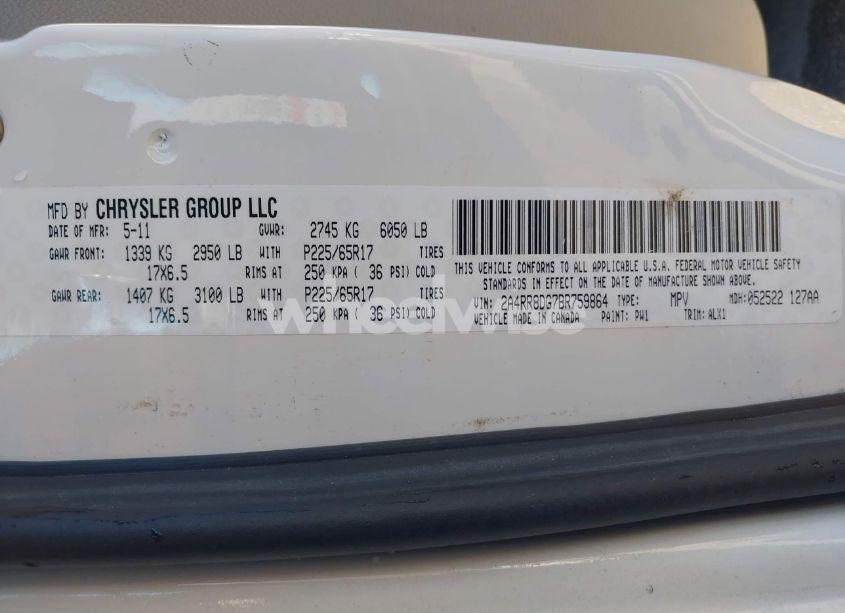 MFD BY CHRYSLER GROUP LLC
DATE OF MFR: 5-11 GVWR: 2745 KG 6050 LB
GAWR FRONT: 1339 KG 2950 LB WITH P225/65R17 TIRES
17X6.5 RIMS AT 250 KPA ( 36 PSI) COLD
GAWR REAR: 1407 KG 3100 LB WITH P225/65R17 TIRES
17X6.5 RIMS AT 250 KPA ( 36 PSI) COLD
THIS VEHICLE CONFORMS TO ALL APPLICABLE U.S.A. FEDERAL MOTOR VEHICLE SAFETY
STANDARDS IN EFFECT ON THE DATE OF MANUFACTURE SHOWN ABOVE.
VIN: 2A4RR8DG7BR759864 TYPE: MPV MDH: 052522 127AA
VEHICLE MADE IN CANADA PAINT: PW1 TRIM: ALX1
wheelwise